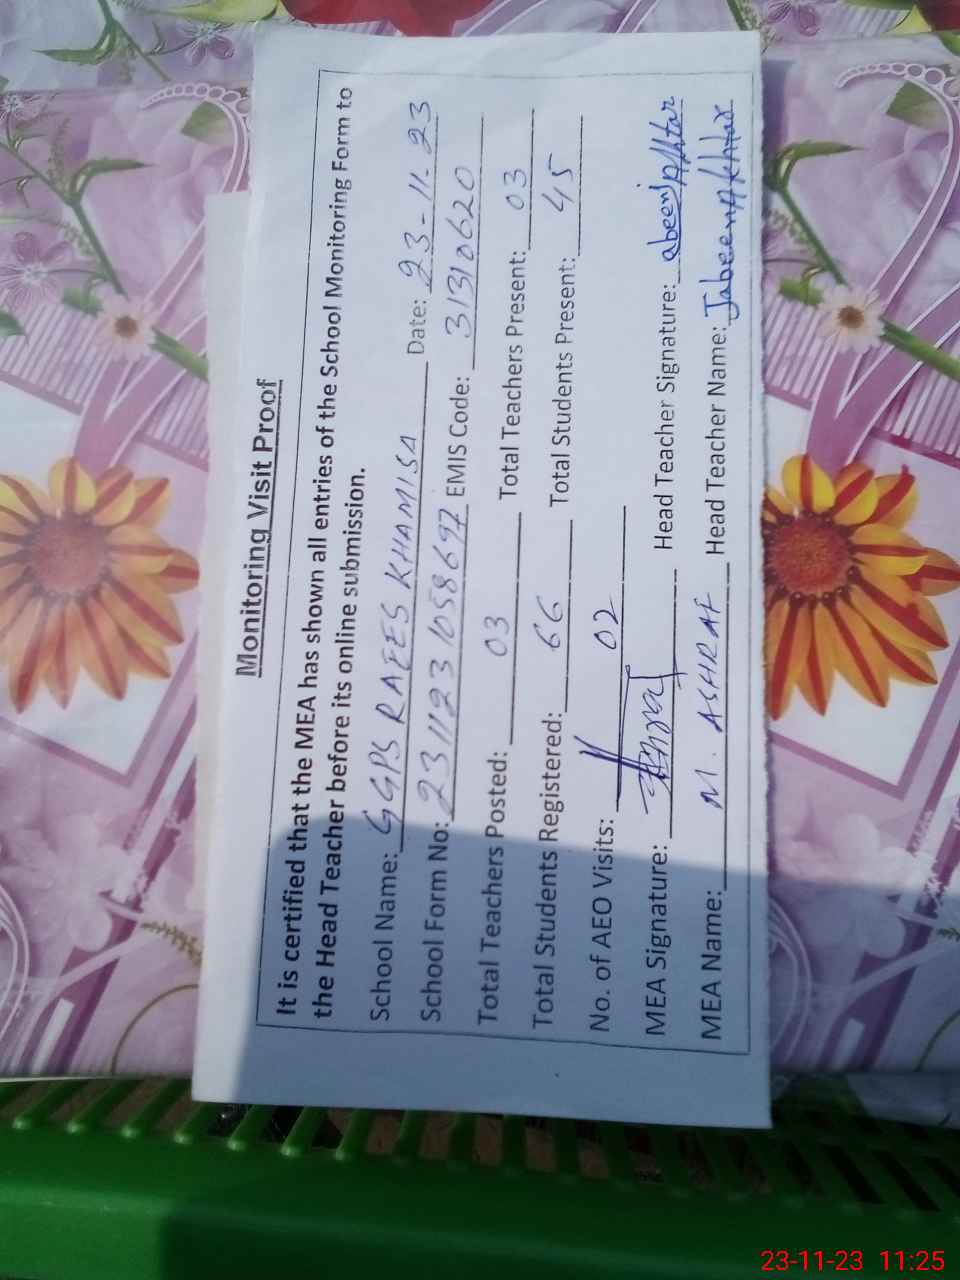 Monitoring Visit Proof
It is certified that the MEA has shown all entries of the School Monitoring Form to
the Head Teacher before its online submission.
School Name: GGPS RAEES KHAMISA Date: 23-11-23
School Form No: 2311231058697 EMIS Code: 31310620
Total Teachers Posted: 03 Total Teachers Present: 03
Total Students Registered: 66 Total Students Present: 45
No. of AEO Visits: 02
MEA Signature: Head Teacher Signature:
MEA Name: M. ASHRAF Head Teacher Name: Jabeen Akhtar
23-11-23 11:25